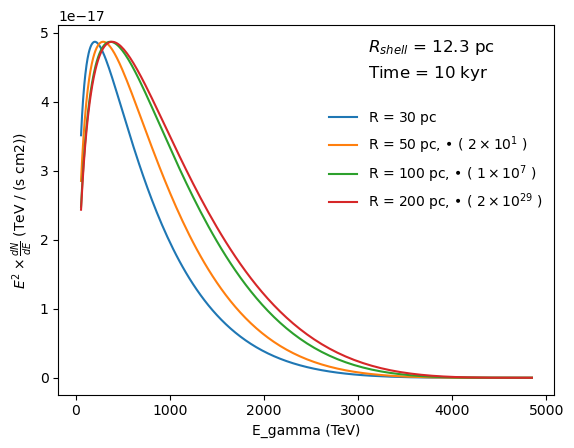 1e−17
R_shell = 12.3 pc
Time = 10 kyr
R = 30 pc
R = 50 pc, • ( 2 × 10^1 )
R = 100 pc, • ( 1 × 10^7 )
R = 200 pc, • ( 2 × 10^29 )
5
4
3
2
1
0
E^2 × dN/dE (TeV / (s cm2))
0 1000 2000 3000 4000 5000
E_gamma (TeV)